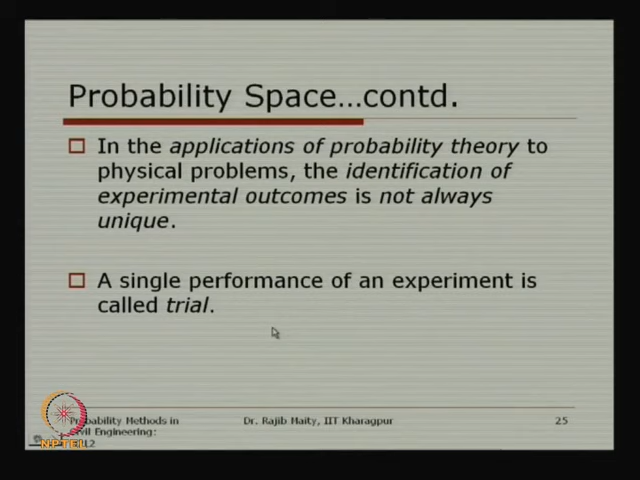 Probability Space...contd.
In the applications of probability theory to
physical problems, the identification of
experimental outcomes is not always
unique.
A single performance of an experiment is
called trial.
Probability Methods in
Civil Engineering:
Dr. Rajib Maity, IIT Kharagpur
25
NPTEL